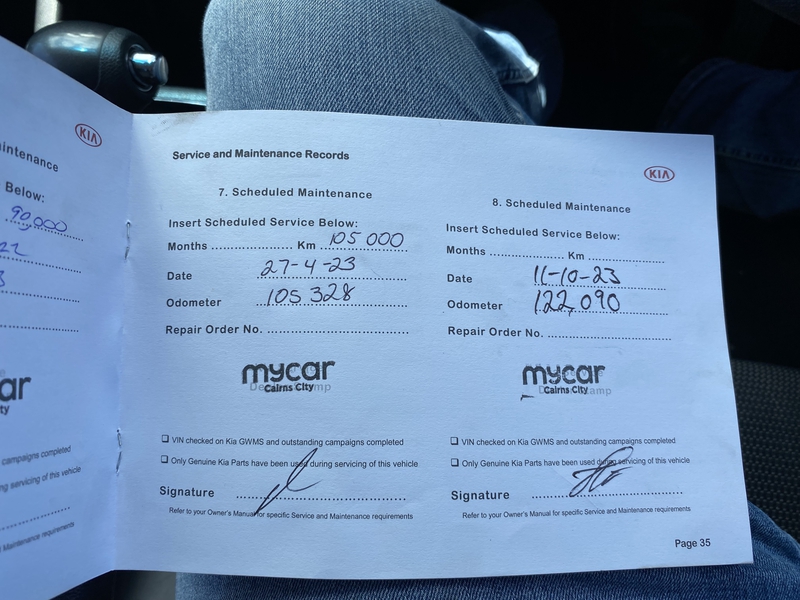 KIA
Maintenance
Below:
90,000
ar
campaigns completed
servicing of this vehicle
Maintenance requirements
Service and Maintenance Records
KIA
7. Scheduled Maintenance
Insert Scheduled Service Below:
Months .................... Km 105 000
Date 27-4-23
Odometer 105 328
Repair Order No. ....................
mycar
Cairns City
VIN checked on Kia GWMS and outstanding campaigns completed
Only Genuine Kia Parts have been used during servicing of this vehicle
Signature ....................
Refer to your Owner's Manual for specific Service and Maintenance requirements
8. Scheduled Maintenance
Insert Scheduled Service Below:
Months .................... Km ....................
Date 11-10-23
Odometer 122,090
Repair Order No. ....................
mycar
Cairns City
VIN checked on Kia GWMS and outstanding campaigns completed
Only Genuine Kia Parts have been used during servicing of this vehicle
Signature ....................
Refer to your Owner's Manual for specific Service and Maintenance requirements
Page 35